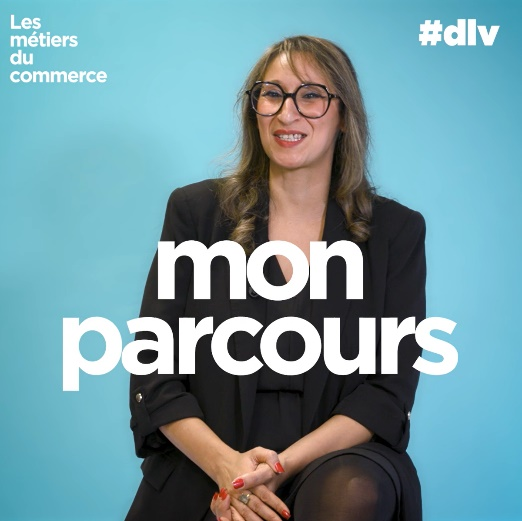 Les
métiers
du
commerce
#dlv
mon
parcours